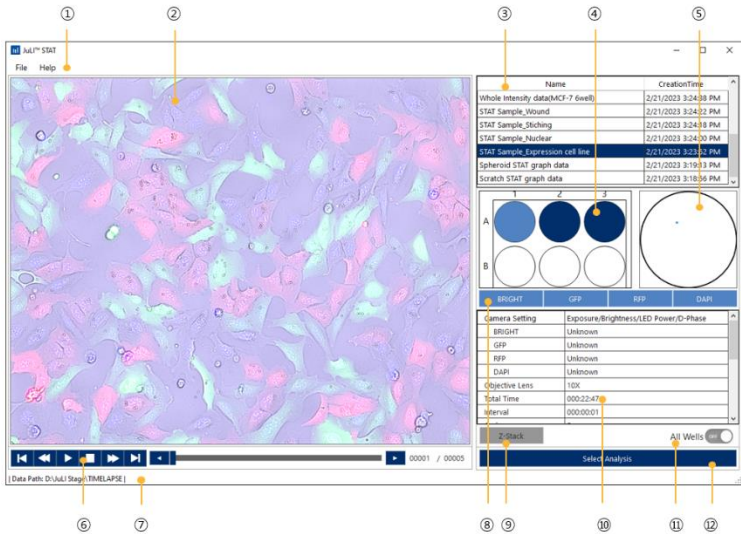 ① ② ③ ④ ⑤
JuLI™ STAT
File Help
Name CreationTime
Whole Intensity data(MCF-7 6well) 2/21/2023 3:24:38 PM
STAT Sample_Wound 2/21/2023 3:24:22 PM
STAT Sample_Stiching 2/21/2023 3:24:18 PM
STAT Sample_Nuclear 2/21/2023 3:24:00 PM
STAT Sample_Expression cell line 2/21/2023 3:23:52 PM
Spheroid STAT graph data 2/21/2023 3:19:13 PM
Scratch STAT graph data 2/21/2023 3:18:56 PM
1 2 3
A
B
BRIGHT GFP RFP DAPI
Camera Setting Exposure/Brightness/LED Power/D-Phase
BRIGHT Unknown
GFP Unknown
RFP Unknown
DAPI Unknown
Objective Lens 10X
Total Time 000:22:47
Interval 000:00:01
Z-Stack All Wells OFF
00001 / 00005
Select Analysis
| Data Path: D:\JuLI Stage\TIMELAPSE |
⑥ ⑦ ⑧ ⑨ ⑩ ⑪ ⑫